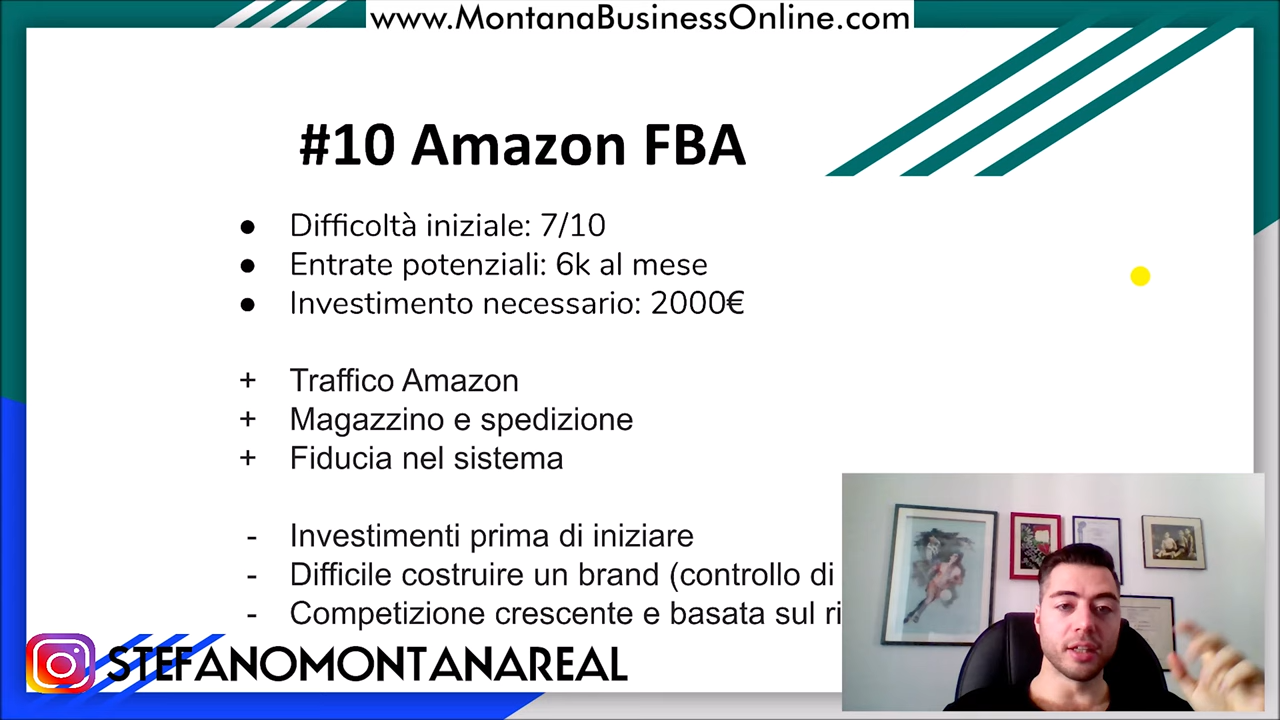 www.MontanaBusinessOnline.com
#10 Amazon FBA
● Difficoltà iniziale: 7/10
● Entrate potenziali: 6k al mese
● Investimento necessario: 2000€
+ Traffico Amazon
+ Magazzino e spedizione
+ Fiducia nel sistema
- Investimenti prima di iniziare
- Difficile costruire un brand (controllo di
- Competizione crescente e basata sul
STEFANOMONTANAREAL